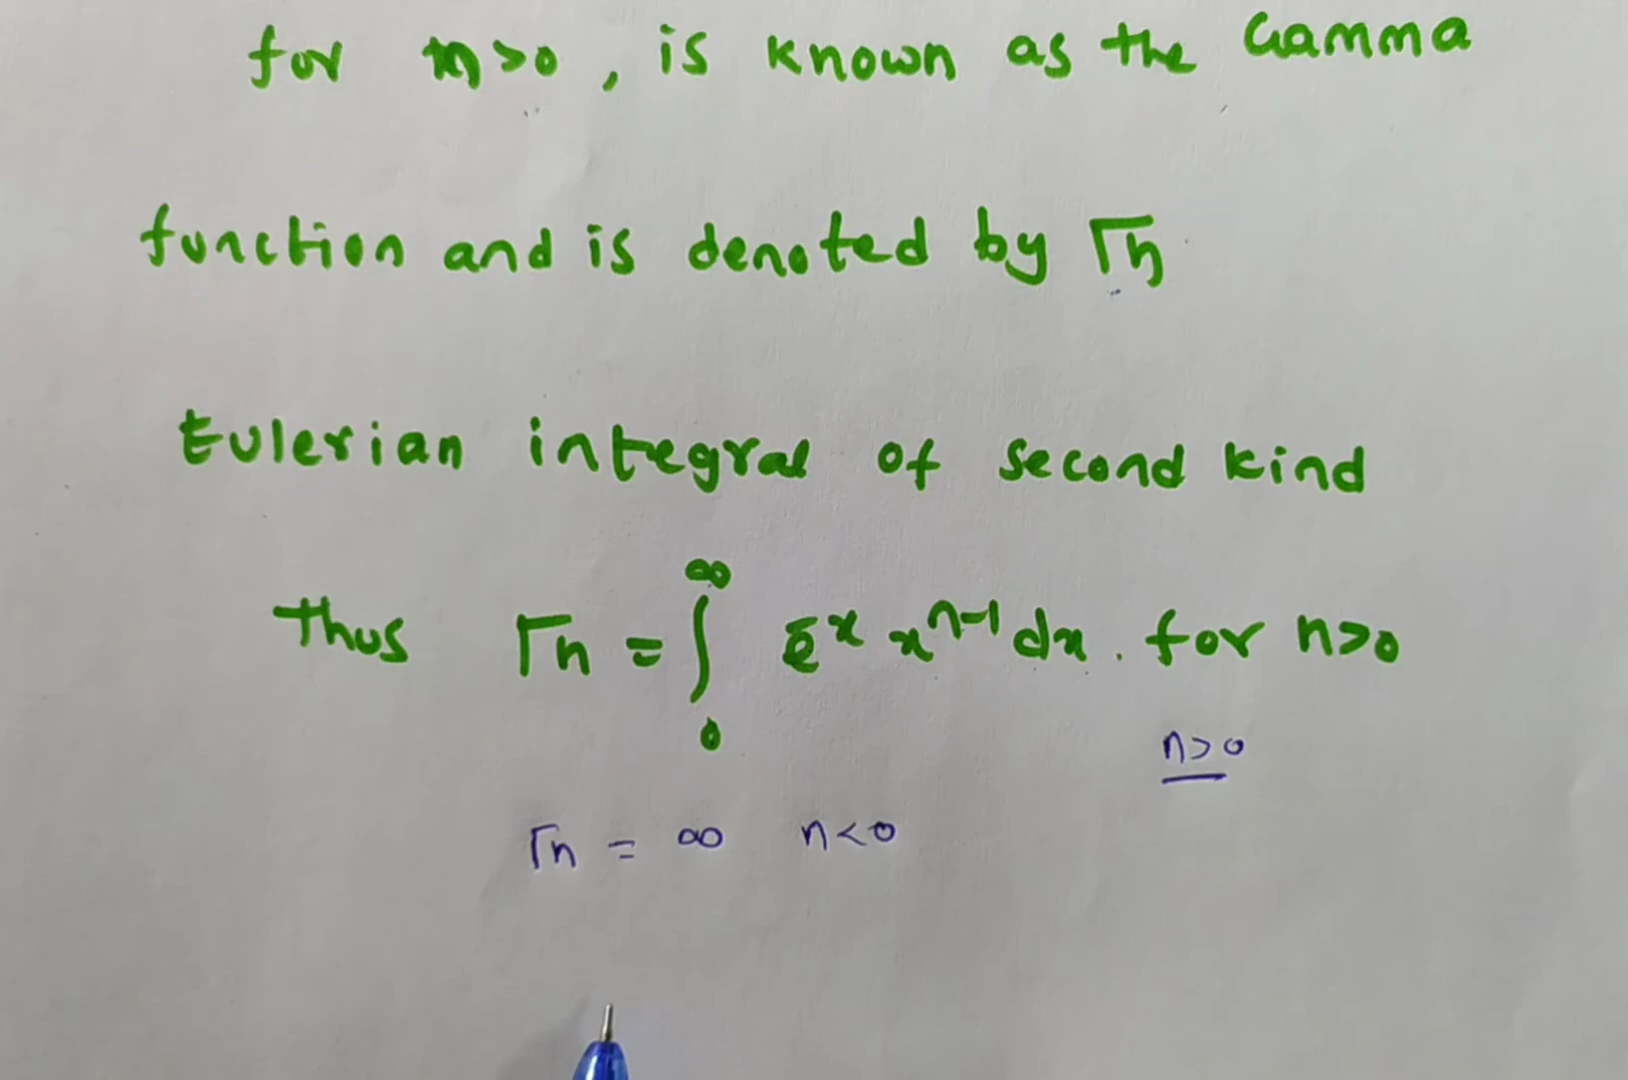 for n>0, is known as the Gamma
function and is denoted by Γn
Eulerian integral of second kind
thus Γn = ∫₀^∞ e⁻ˣ xⁿ⁻¹ dx. for n>0
n>0
Γn = ∞ n<0